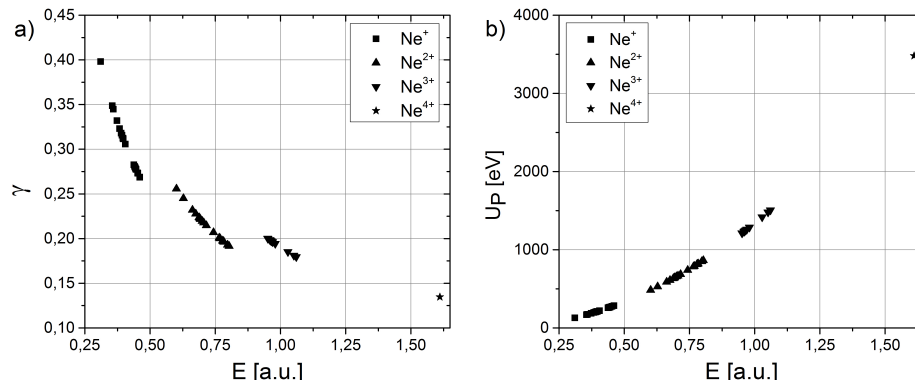 a)
0,45
0,40
0,35
0,30
0,25
0,20
0,15
0,10
γ
0,25 0,50 0,75 1,00 1,25 1,50
E [a.u.]
Ne⁺
Ne²⁺
Ne³⁺
Ne⁴⁺
b)
4000
3000
2000
1000
0
UP [eV]
0,25 0,50 0,75 1,00 1,25 1,50
E [a.u.]
Ne⁺
Ne²⁺
Ne³⁺
Ne⁴⁺